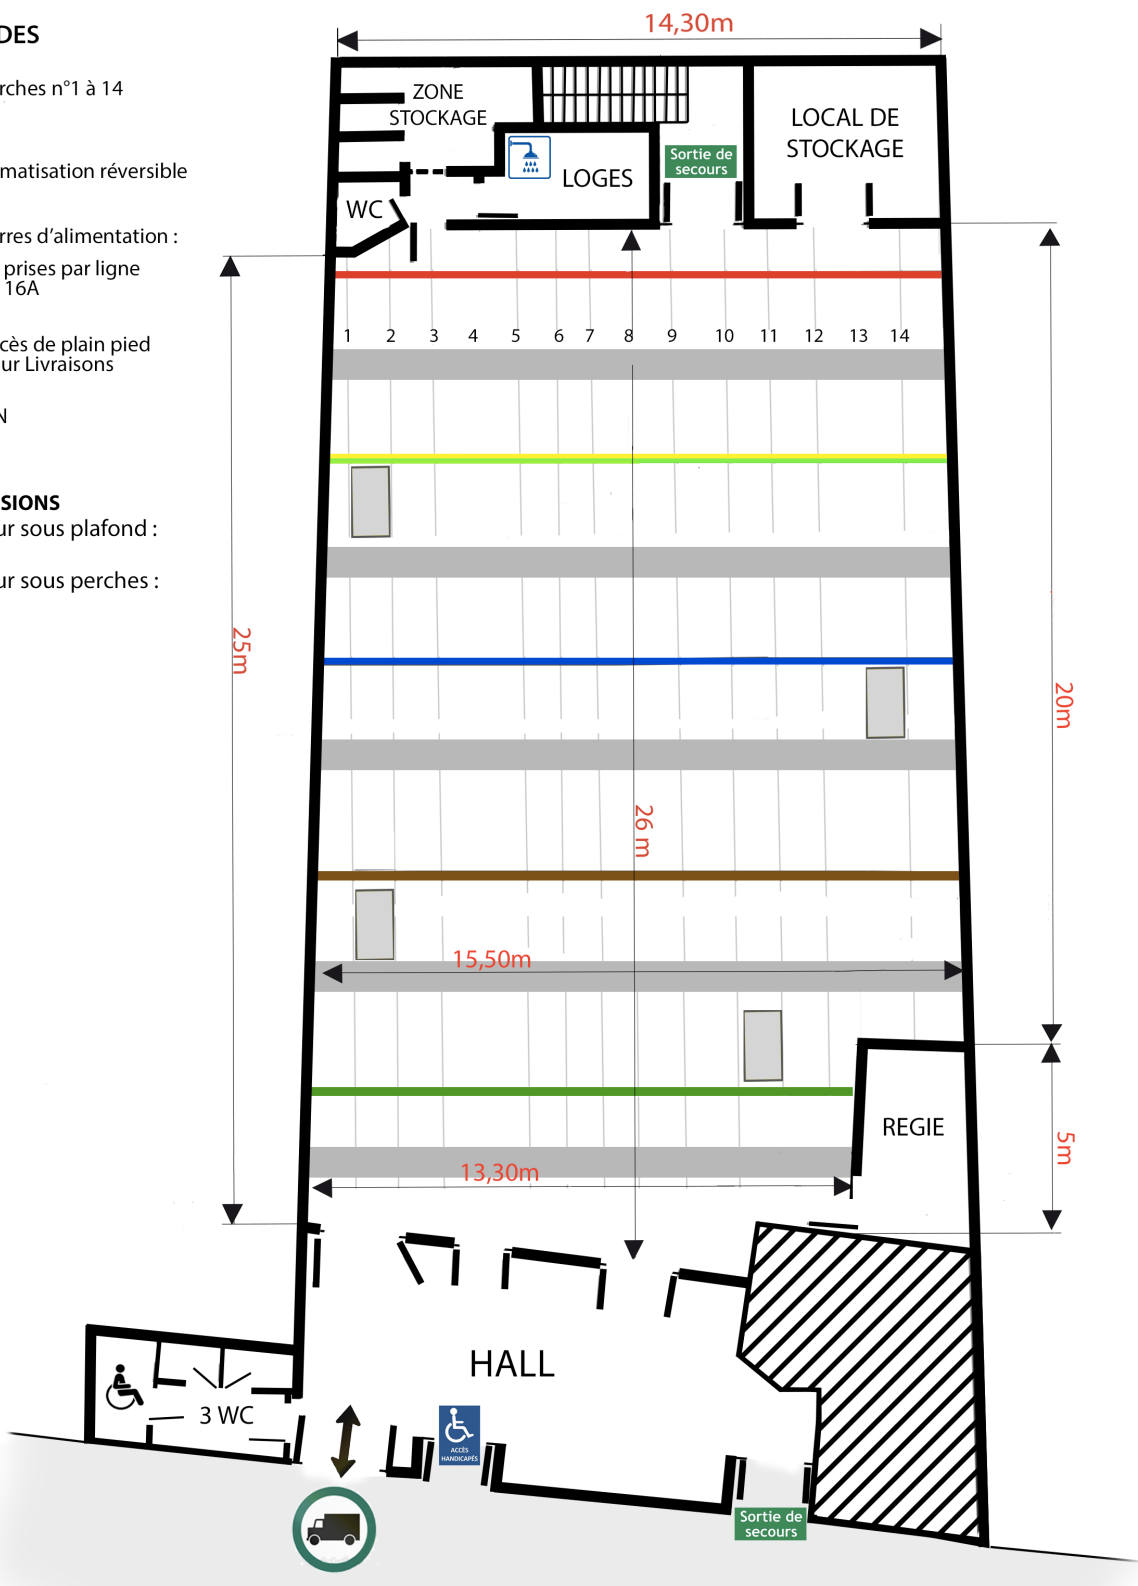 DES
rches n°1 à 14
matisation réversible
rres d'alimentation :
prises par ligne
16A
cès de plain pied
ur Livraisons
N
SIONS
ur sous plafond :
ur sous perches :
14,30m
ZONE
STOCKAGE
LOCAL DE
STOCKAGE
Sortie de
secours
LOGES
WC
1 2 3 4 5 6 7 8 9 10 11 12 13 14
25m
20m
26 m
15,50m
REGIE
5m
13,30m
HALL
3 WC
ACCÈS
HANDICAPÉS
Sortie de
secours